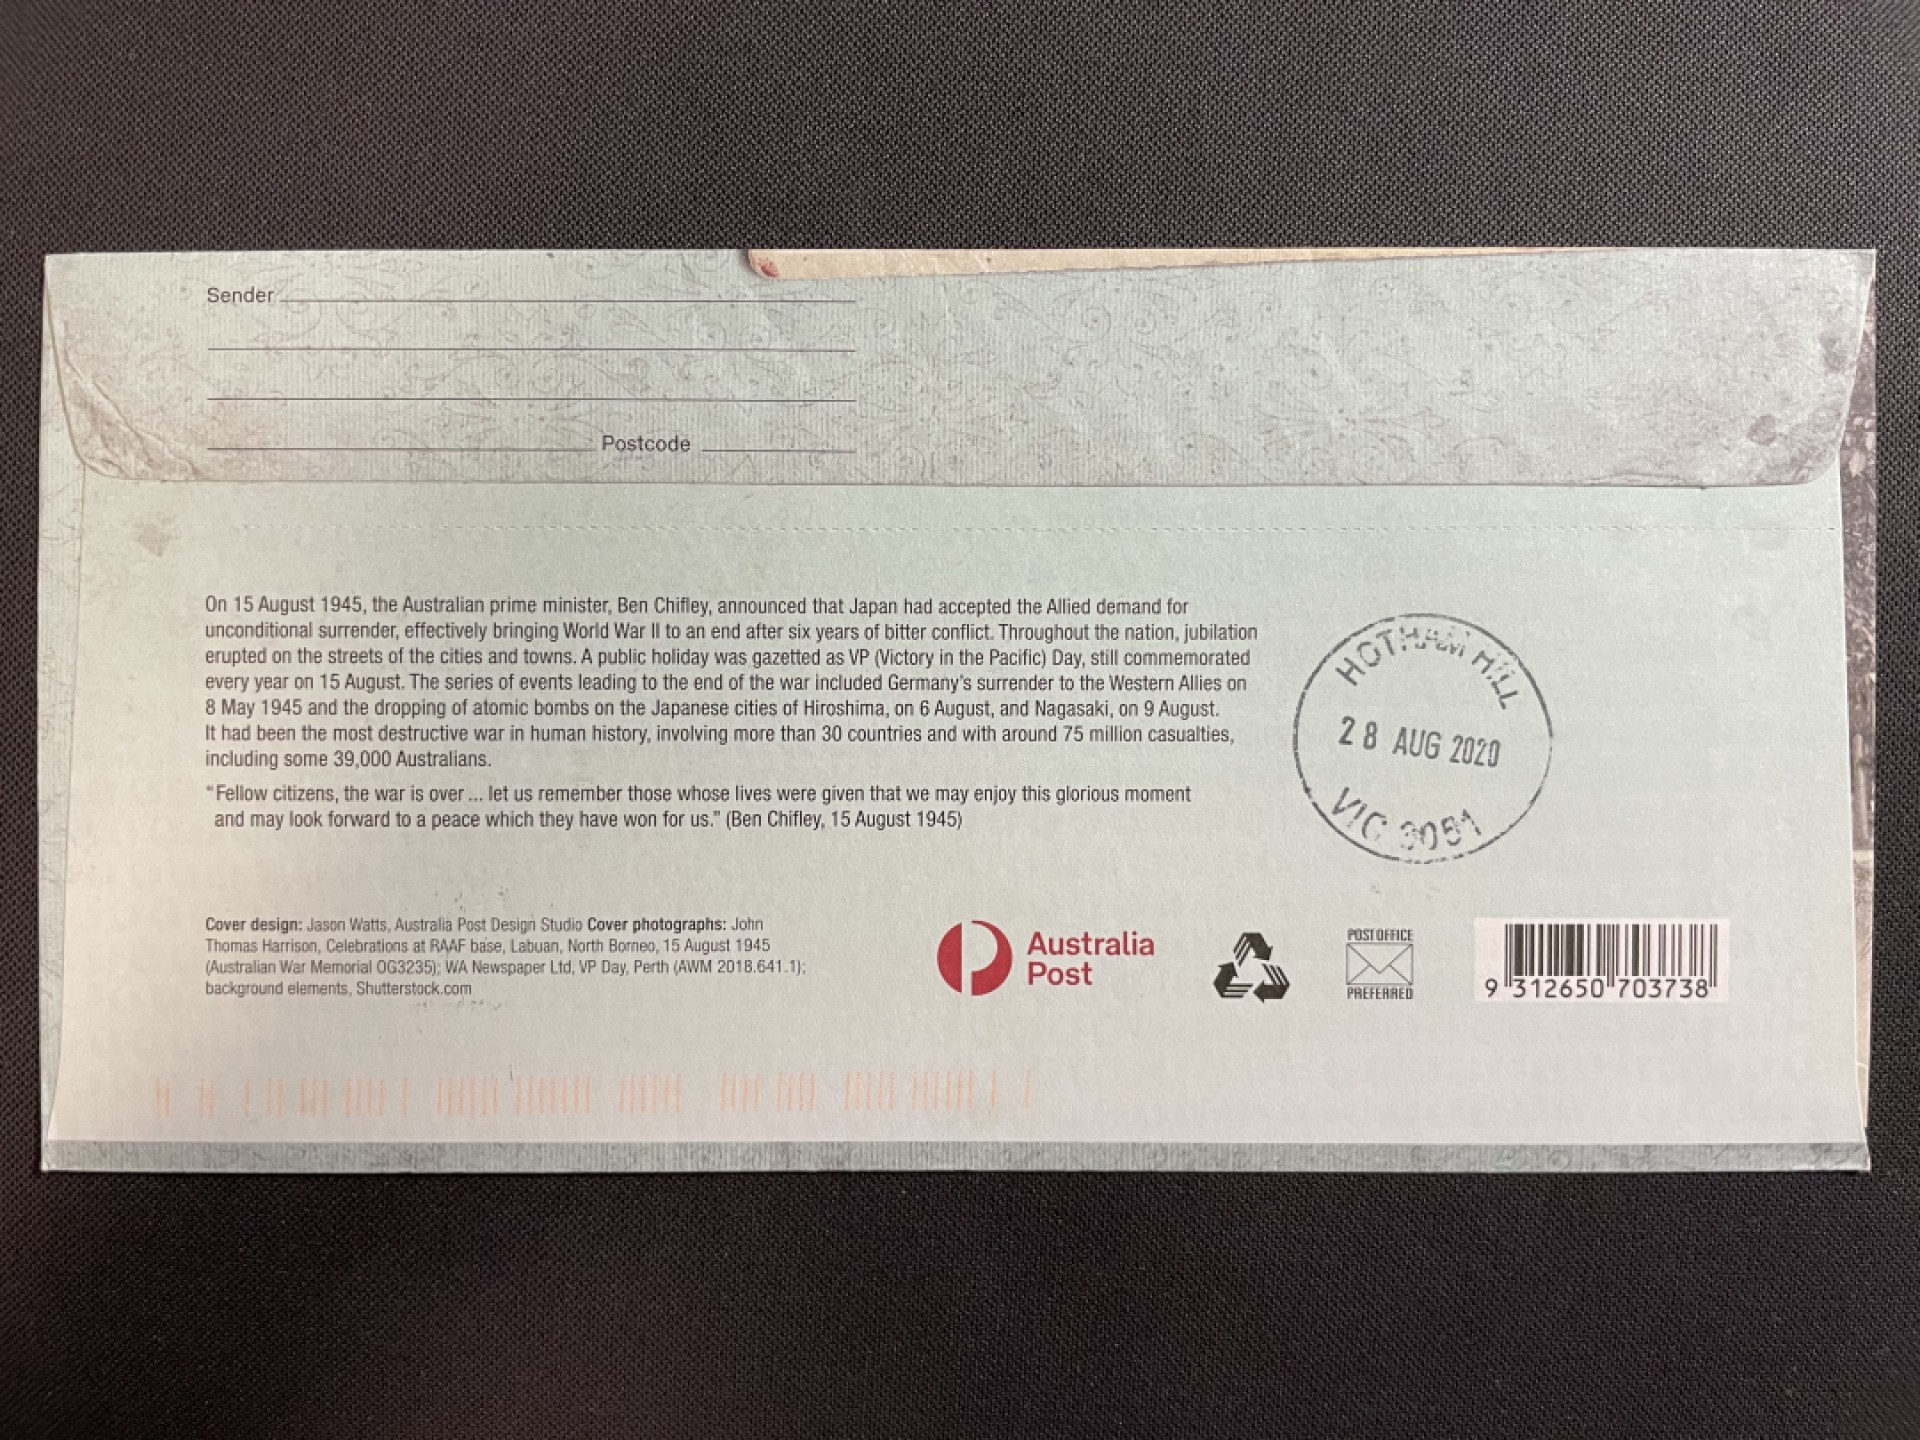 Sender
Postcode
On 15 August 1945, the Australian prime minister, Ben Chifley, announced that Japan had accepted the Allied demand for
unconditional surrender, effectively bringing World War II to an end after six years of bitter conflict. Throughout the nation, jubilation
erupted on the streets of the cities and towns. A public holiday was gazetted as VP (Victory in the Pacific) Day, still commemorated
every year on 15 August. The series of events leading to the end of the war included Germany's surrender to the Western Allies on
8 May 1945 and the dropping of atomic bombs on the Japanese cities of Hiroshima, on 6 August, and Nagasaki, on 9 August.
It had been the most destructive war in human history, involving more than 30 countries and with around 75 million casualties,
including some 39,000 Australians.
"Fellow citizens, the war is over ... let us remember those whose lives were given that we may enjoy this glorious moment
and may look forward to a peace which they have won for us." (Ben Chifley, 15 August 1945)
HOTHAM HILL
28 AUG 2020
VIC 3051
Cover design: Jason Watts, Australia Post Design Studio Cover photographs: John
Thomas Harrison, Celebrations at RAAF base, Labuan, North Borneo, 15 August 1945
(Australian War Memorial OG3235); WA Newspaper Ltd, VP Day, Perth (AWM 2018.641.1);
background elements, Shutterstock.com
Australia
Post
POST OFFICE
PREFERRED
9 312650 703738